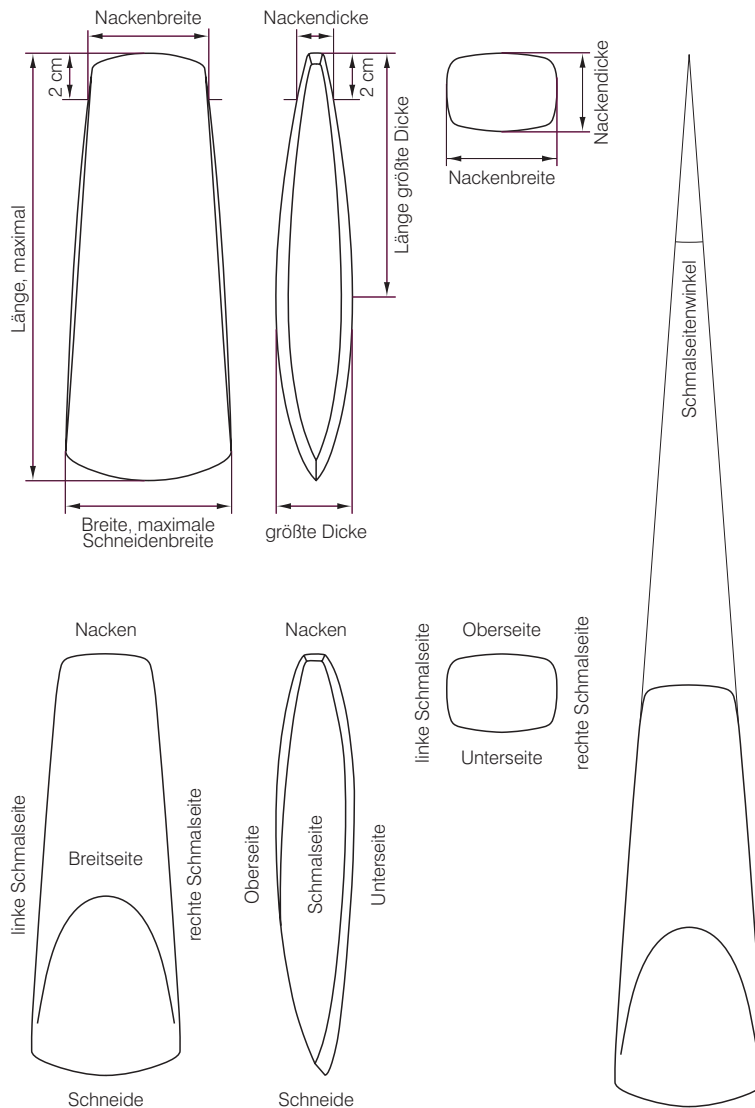 Nackenbreite
Nackendicke
2 cm
2 cm
Länge, maximal
Länge größte Dicke
Nackendicke
Nackenbreite
Schmalseitenwinkel
Breite, maximale
Schneidenbreite
größte Dicke
Nacken
Nacken
linke Schmalseite
Oberseite
Unterseite
rechte Schmalseite
linke Schmalseite
Breitseite
rechte Schmalseite
Oberseite
Schmalseite
Unterseite
Schneide
Schneide